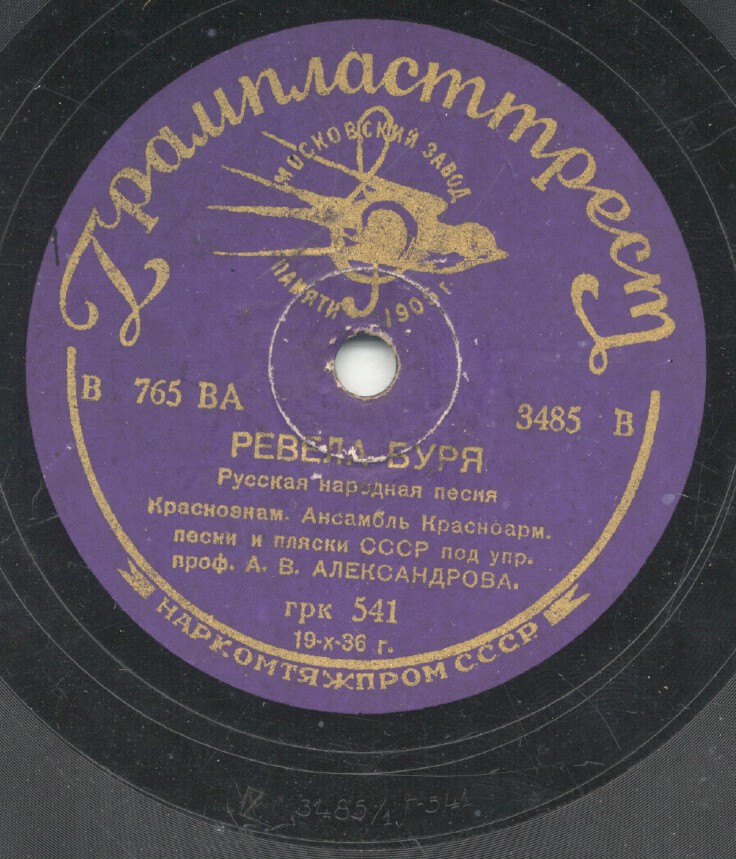 Грампласттрест
МОСКОВСКИЙ ЗАВОД
ПАМЯТИ 1905 г.
В 765 ВА
3485 В
РЕВЕЛА БУРЯ
Русская народная песня
Краснознам. Ансамбль Красноарм.
песни и пляски СССР под упр.
проф. А. В. АЛЕКСАНДРОВА.
грк 541
19-х-36 г.
НАРКОМТЯЖПРОМ СССР
3485/1 Г-541